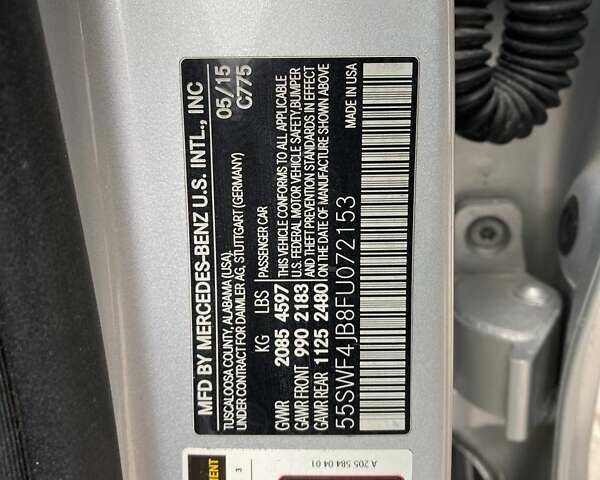 MFD BY MERCEDES-BENZ U.S. INTL., INC
05/15
TUSCALOOSA COUNTY, ALABAMA (USA)
UNDER CONTRACT FOR DAIMLER AG, STUTTGART (GERMANY)
C775
KG LBS PASSENGER CAR
GVWR 2085 4597 THIS VEHICLE CONFORMS TO ALL APPLICABLE
GAWR FRONT 990 2183 U.S. FEDERAL MOTOR VEHICLE SAFETY, BUMPER
AND THEFT PREVENTION STANDARDS IN EFFECT
GAWR REAR 1125 2480 ON THE DATE OF MANUFACTURE SHOWN ABOVE
55SWF4JB8FU072153
MADE IN USA
3
A 205 584 04 01